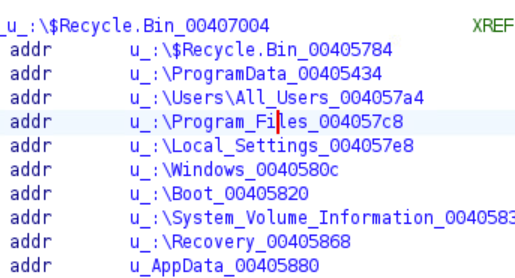 _u_:\$Recycle.Bin_00407004 XREF
addr u_:\$Recycle.Bin_00405784
addr u_:\ProgramData_00405434
addr u_:\Users\All_Users_004057a4
addr u_:\Program_Files_004057c8
addr u_:\Local_Settings_004057e8
addr u_:\Windows_0040580c
addr u_:\Boot_00405820
addr u_:\System_Volume_Information_0040583
addr u_:\Recovery_00405868
addr u_AppData_00405880